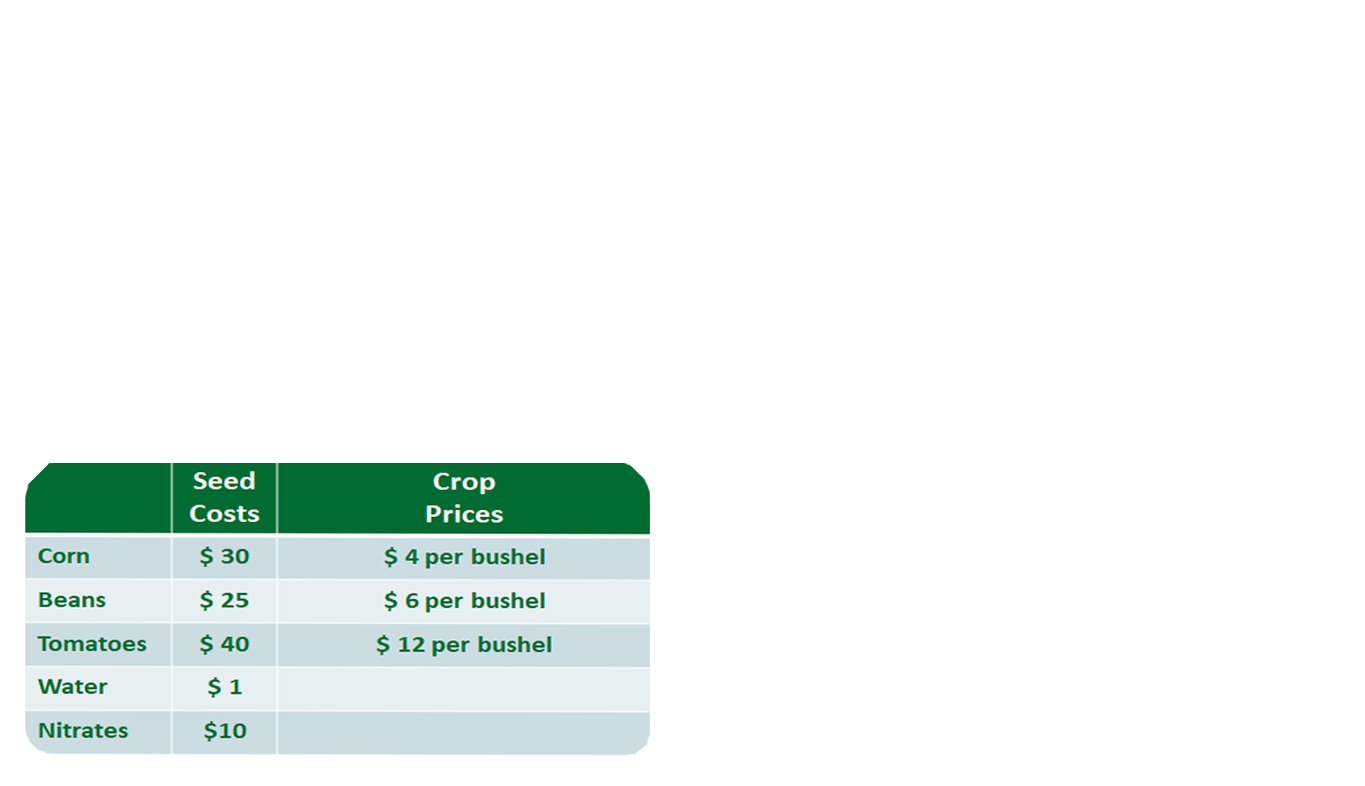 Seed Costs
Crop Prices
Corn $ 30 $ 4 per bushel
Beans $ 25 $ 6 per bushel
Tomatoes $ 40 $ 12 per bushel
Water $ 1
Nitrates $10